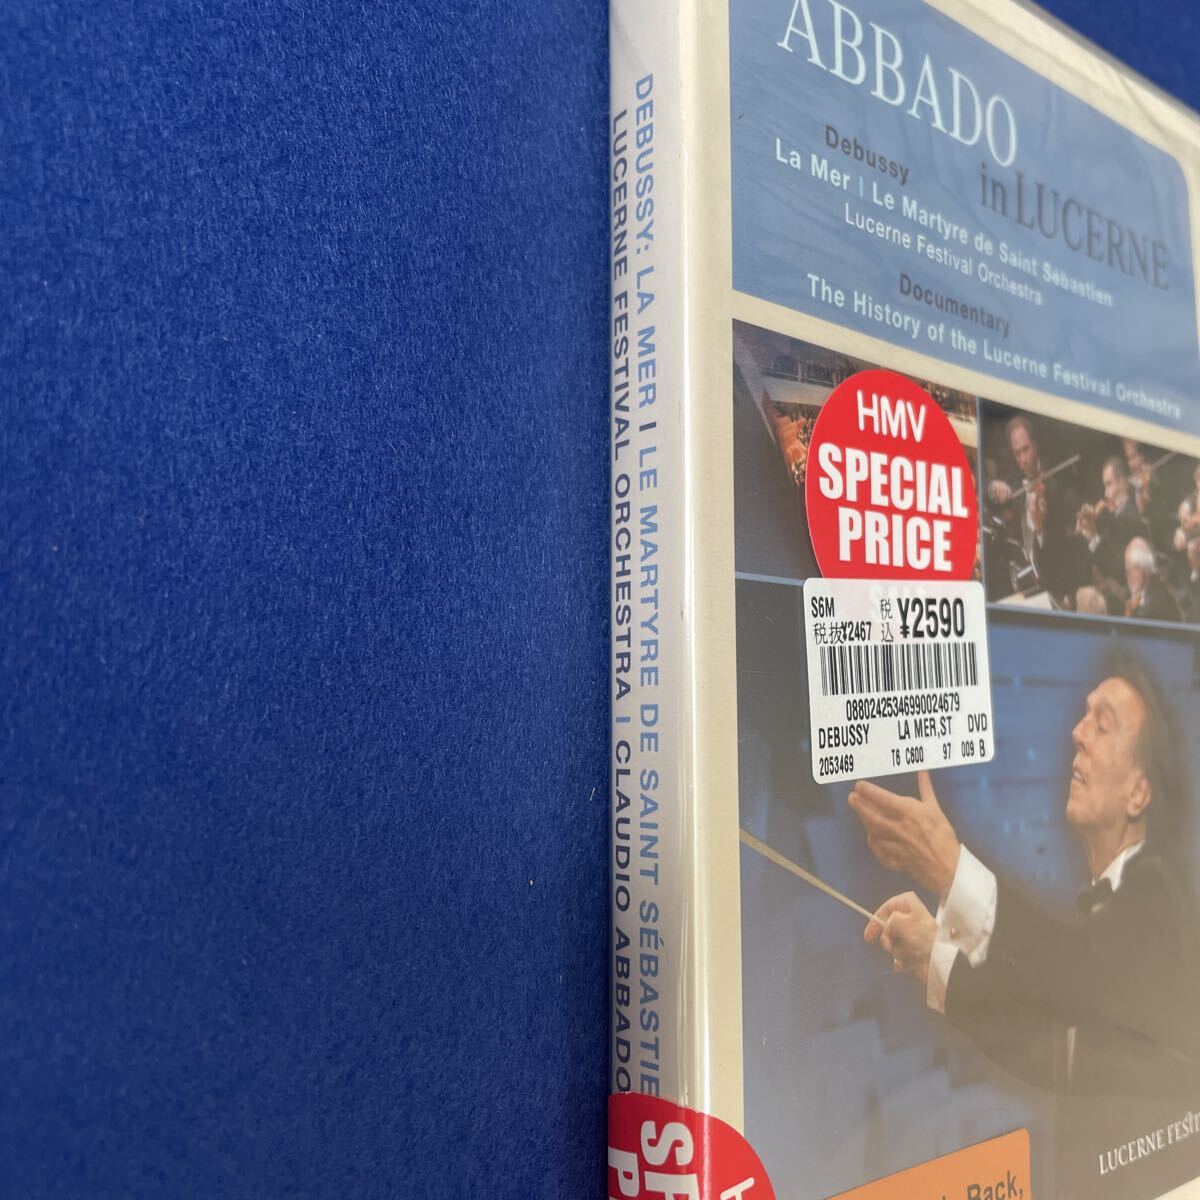 DEBUSSY: LA MER I LE MARTYRE DE SAINT SÉBASTIE
LUCERNE FESTIVAL ORCHESTRA I CLAUDIO ABBADO
ABBADO
in LUCERNE
Debussy
La Mer | Le Martyre de Saint Sébastien
Lucerne Festival Orchestra
Documentary
The History of the Lucerne Festival Orchestra
HMV
SPECIAL
PRICE
S6M 税込 ¥2590
税抜¥2467
08802425346990024679
DEBUSSY LA MER,ST DVD
2053469 T6 C600 97 009 B
LUCERNE FESTI
Back,